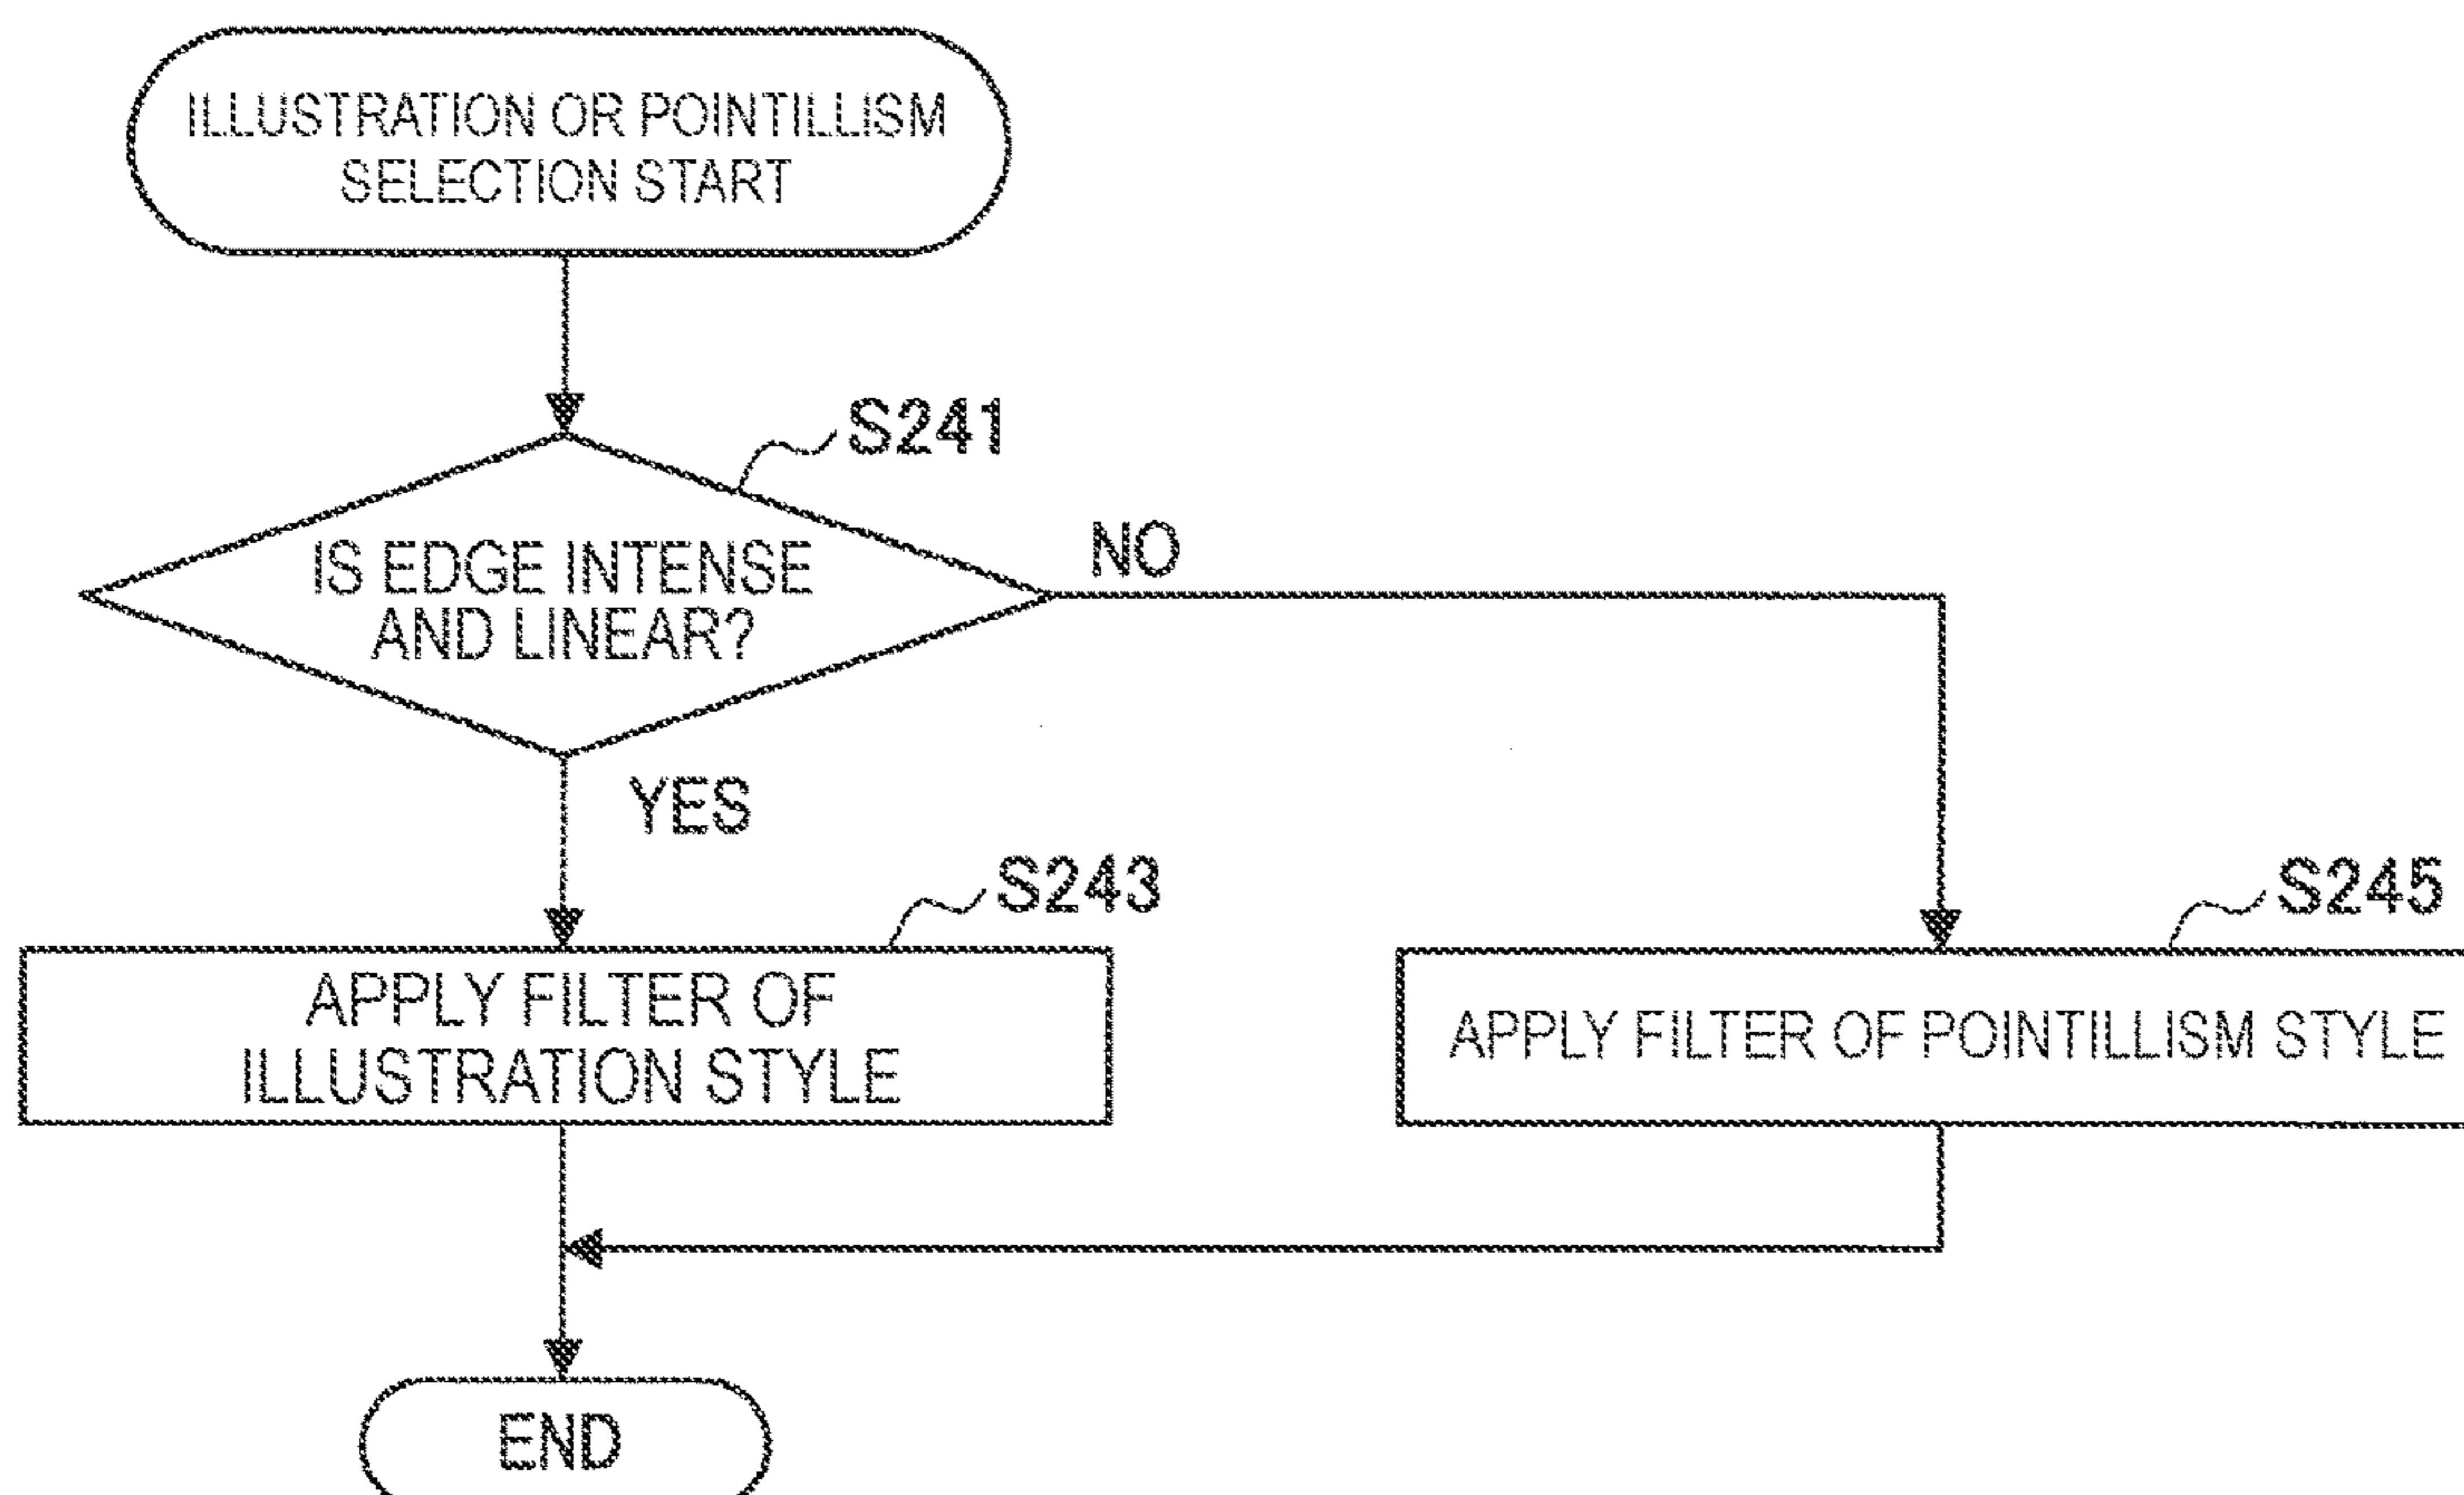 ILLUSTRATION OR POINTILLISM
SELECTION START
S241
IS EDGE INTENSE
AND LINEAR?
NO
YES
S243
APPLY FILTER OF
ILLUSTRATION STYLE
S245
APPLY FILTER OF POINTILLISM STYLE
END